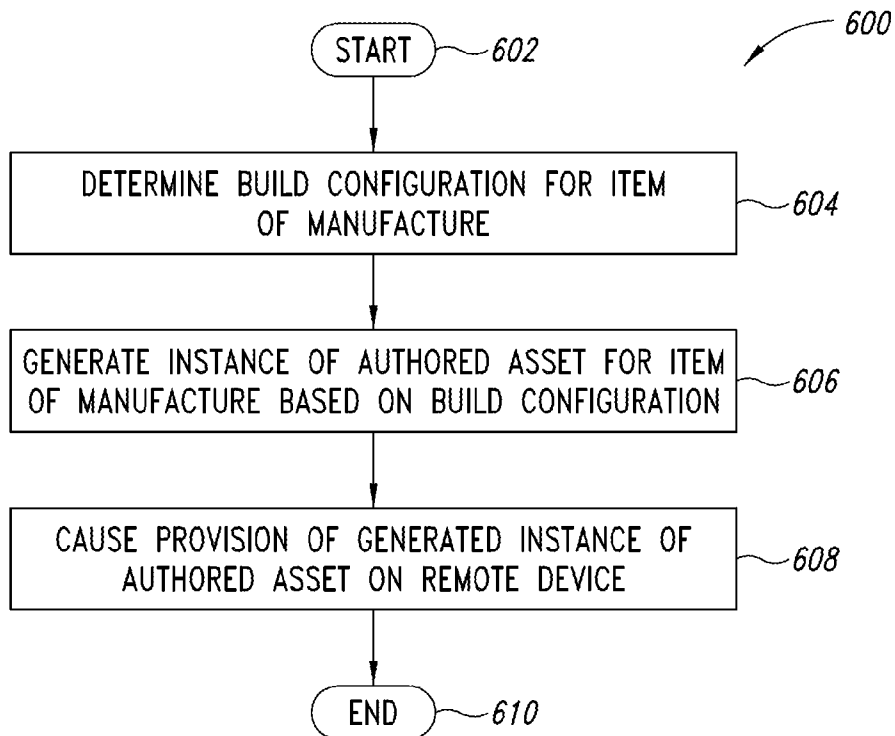 600
START
602
DETERMINE BUILD CONFIGURATION FOR ITEM
OF MANUFACTURE
604
GENERATE INSTANCE OF AUTHORED ASSET FOR ITEM
OF MANUFACTURE BASED ON BUILD CONFIGURATION
606
CAUSE PROVISION OF GENERATED INSTANCE OF
AUTHORED ASSET ON REMOTE DEVICE
608
END
610